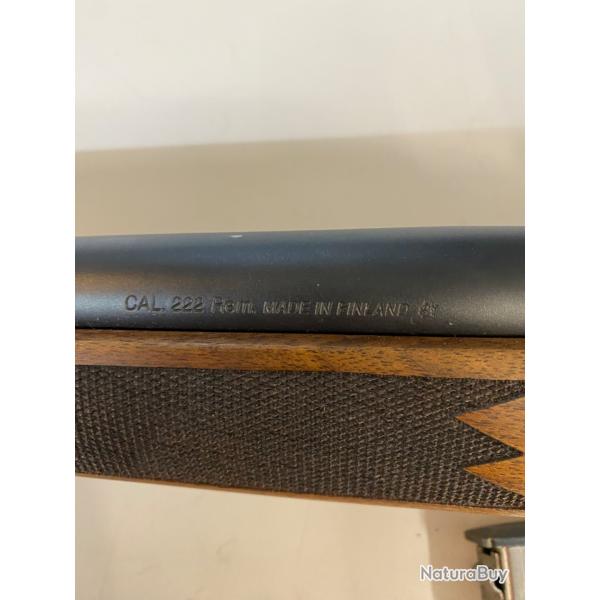 CAL. 222 Rem. MADE IN FINLAND
NaturaBuy